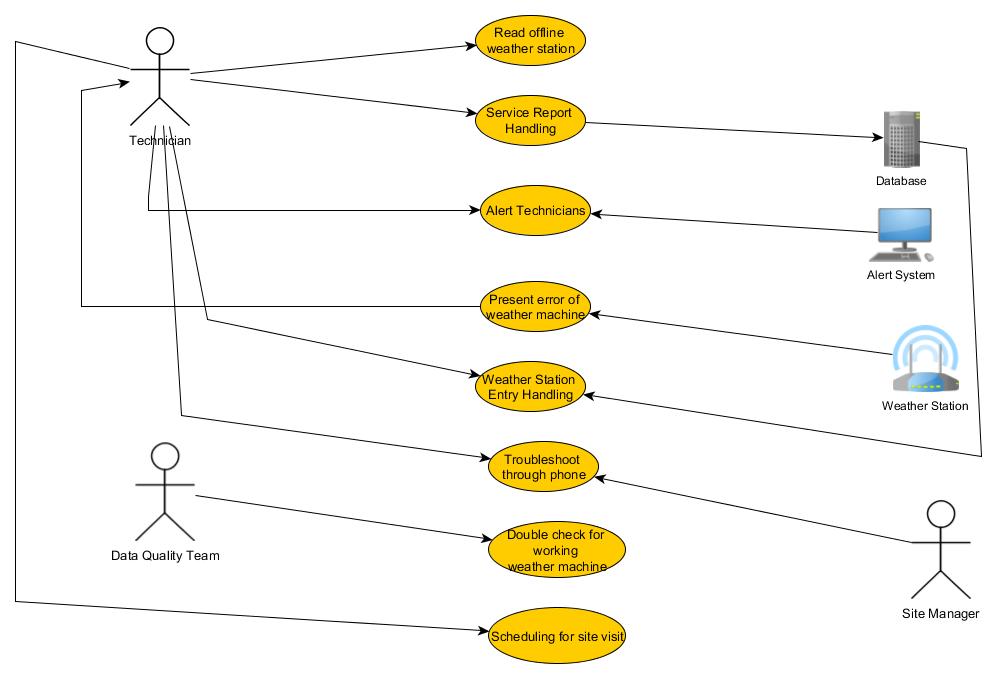 Read offline
weather station
Technician
Service Report
Handling
Database
Alert Technicians
Alert System
Present error of
weather machine
Weather Station
Entry Handling
Weather Station
Troubleshoot
through phone
Data Quality Team
Double check for
working
weather machine
Site Manager
Scheduling for site visit